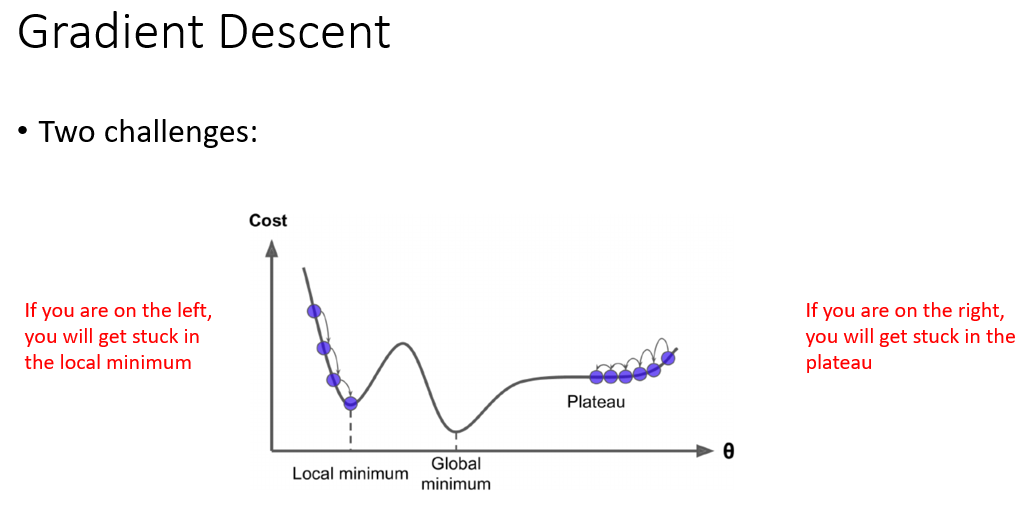 Gradient Descent
• Two challenges:
Cost
If you are on the left,
you will get stuck in
the local minimum
If you are on the right,
you will get stuck in the
plateau
Plateau
θ
Local minimum
Global
minimum